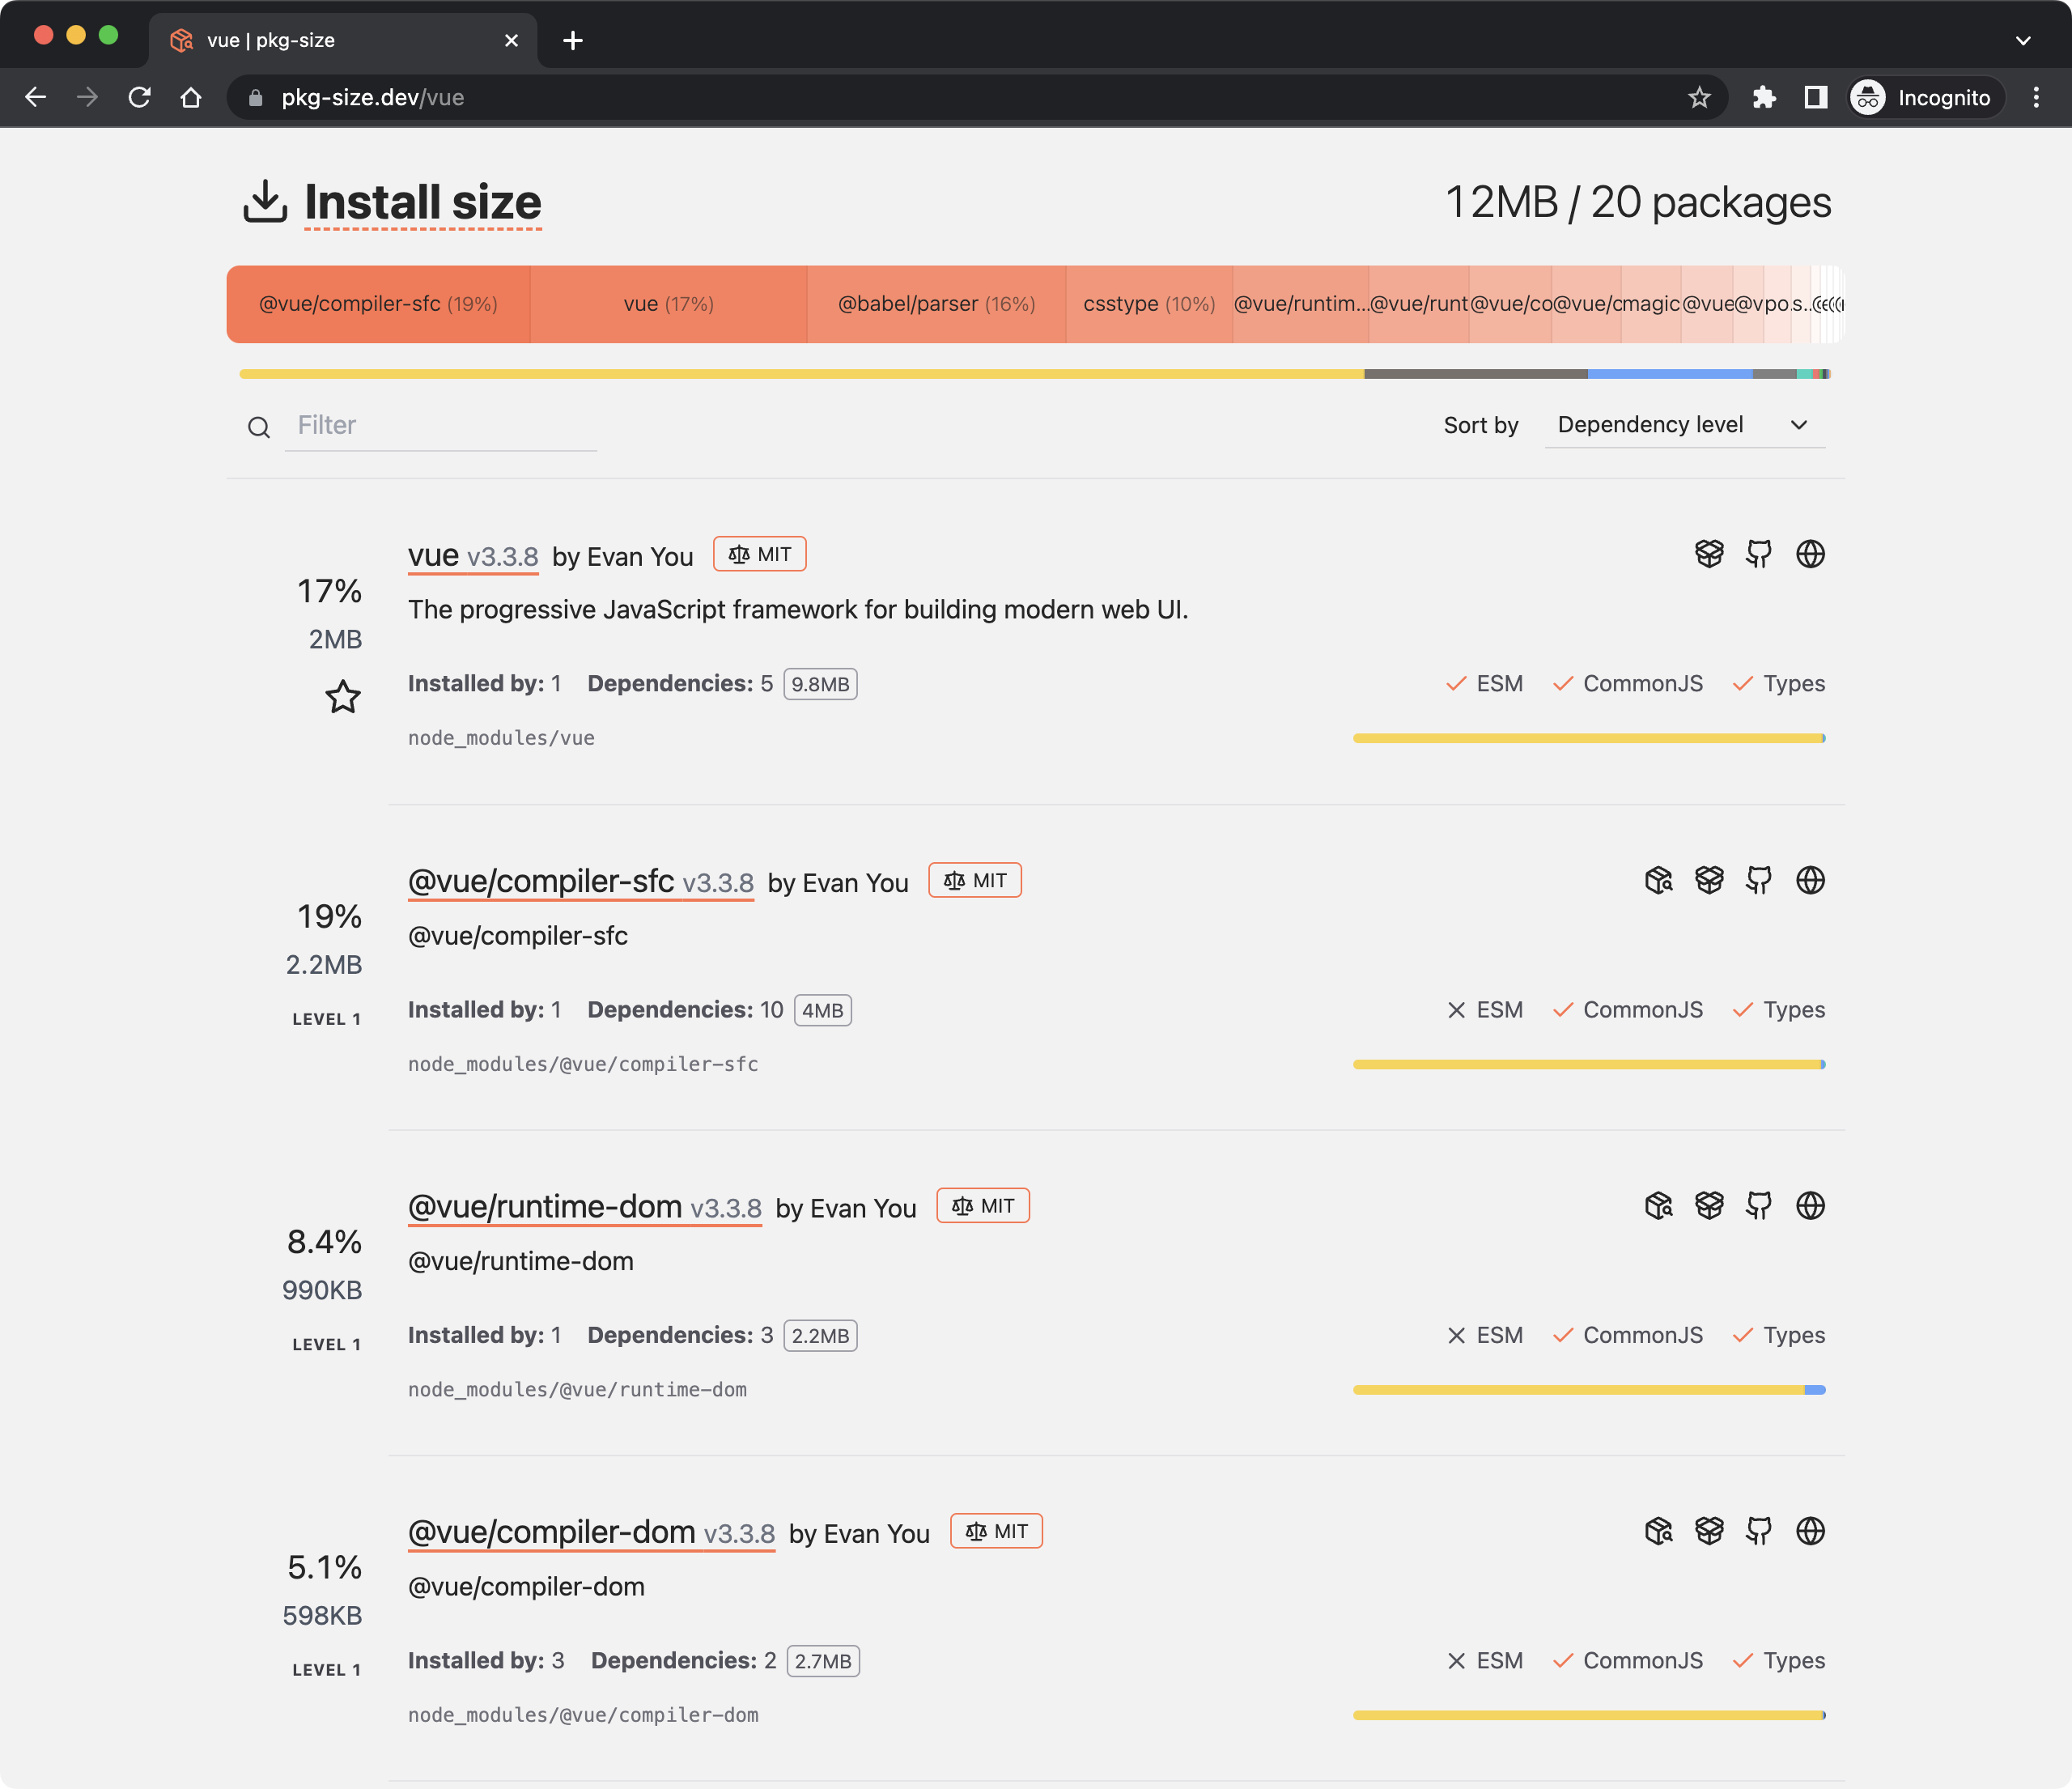 vue | pkg-size
pkg-size.dev/vue
Incognito
Install size
12MB / 20 packages
@vue/compiler-sfc (19%)
vue (17%)
@babel/parser (16%)
csstype (10%)
@vue/runtim...
@vue/runt
@vue/co
@vue/c
magic
@vue
@v
po
s...
Filter
Sort by
Dependency level
17%
2MB
vue v3.3.8 by Evan You MIT
The progressive JavaScript framework for building modern web UI.
Installed by: 1 Dependencies: 5 9.8MB
ESM CommonJS Types
node_modules/vue
19%
2.2MB
LEVEL 1
@vue/compiler-sfc v3.3.8 by Evan You MIT
@vue/compiler-sfc
Installed by: 1 Dependencies: 10 4MB
ESM CommonJS Types
node_modules/@vue/compiler-sfc
8.4%
990KB
LEVEL 1
@vue/runtime-dom v3.3.8 by Evan You MIT
@vue/runtime-dom
Installed by: 1 Dependencies: 3 2.2MB
ESM CommonJS Types
node_modules/@vue/runtime-dom
5.1%
598KB
LEVEL 1
@vue/compiler-dom v3.3.8 by Evan You MIT
@vue/compiler-dom
Installed by: 3 Dependencies: 2 2.7MB
ESM CommonJS Types
node_modules/@vue/compiler-dom